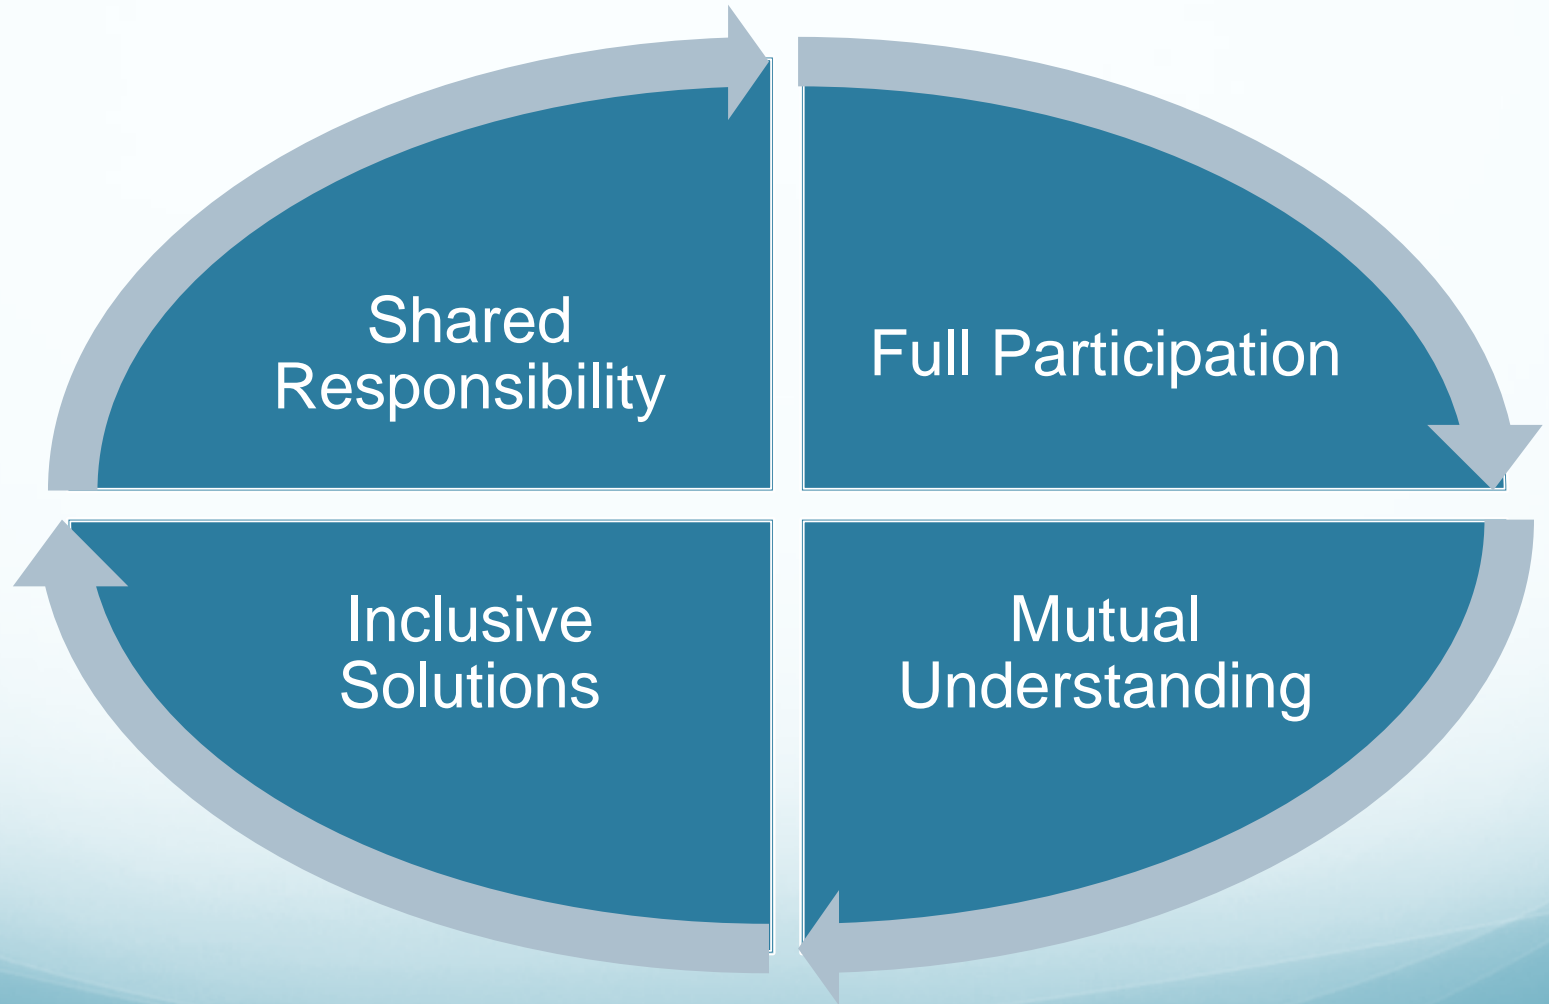 Shared
Responsibility
Full Participation
Inclusive
Solutions
Mutual
Understanding